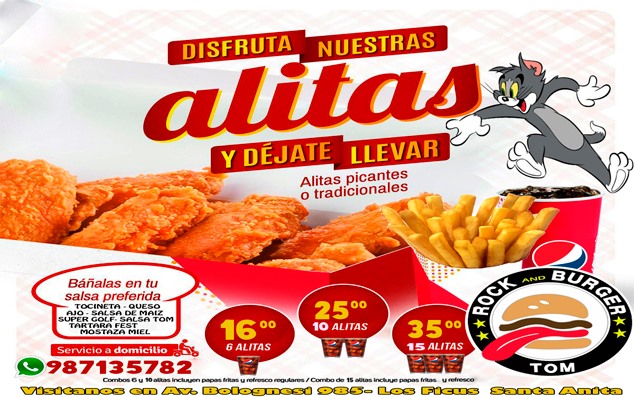 DISFRUTA NUESTRAS
alitas
Y DÉJATE LLEVAR
Alitas picantes
o tradicionales
Báñalas en tu
salsa preferida
TOCINETA - QUESO
AJO - SALSA DE MAIZ
SUPER GOLF- SALSA TOM
TARTARA FEST
MOSTAZA MIEL
Servicio a domicilio
987135782
16.00
6 ALITAS
25.00
10 ALITAS
35.00
15 ALITAS
ROCK AND BURGER
TOM
Combos 6 y 10 alitas incluyen papas fritas y refresco regulares / Combo de 15 alitas incluye papas fritas y refresco
Visitanos en Av. Bolognesi 985- Los Ficus Santa Anita